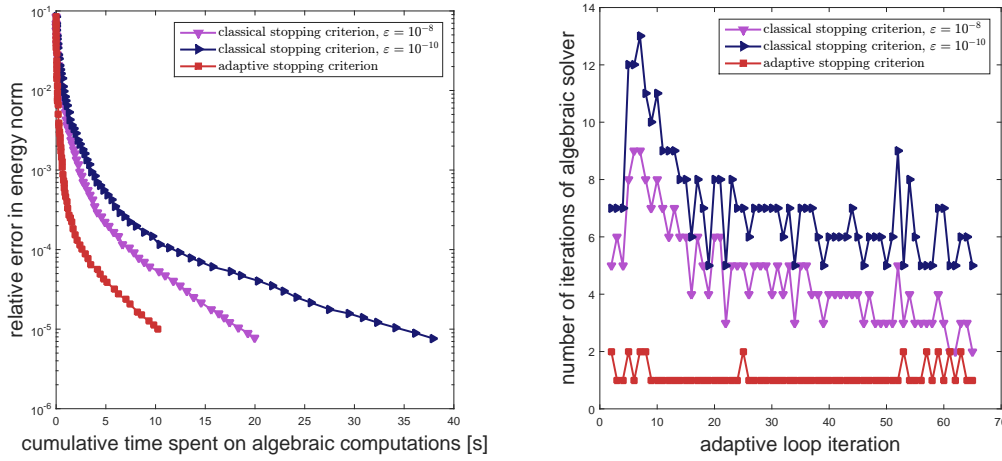 relative error in energy norm
10^{-1}
10^{-2}
10^{-3}
10^{-4}
10^{-5}
10^{-6}
classical stopping criterion, ε = 10^{-8}
classical stopping criterion, ε = 10^{-10}
adaptive stopping criterion
0 5 10 15 20 25 30 35 40
cumulative time spent on algebraic computations [s]
number of iterations of algebraic solver
14
12
10
8
6
4
2
0
classical stopping criterion, ε = 10^{-8}
classical stopping criterion, ε = 10^{-10}
adaptive stopping criterion
0 10 20 30 40 50 60 70
adaptive loop iteration